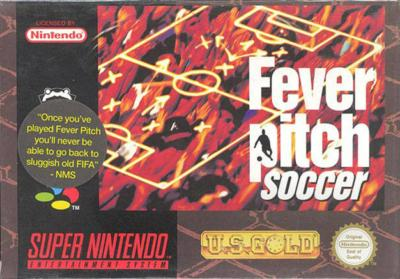 LICENSED BY
Nintendo
"Once you've
played Fever Pitch
you'll never be
able to go back to
sluggish old FIFA"
- NMS
TM
Fever
pitch
soccer
SUPER NINTENDO
ENTERTAINMENT SYSTEM
U.S. GOLD
Original
Nintendo
Seal of
Quality